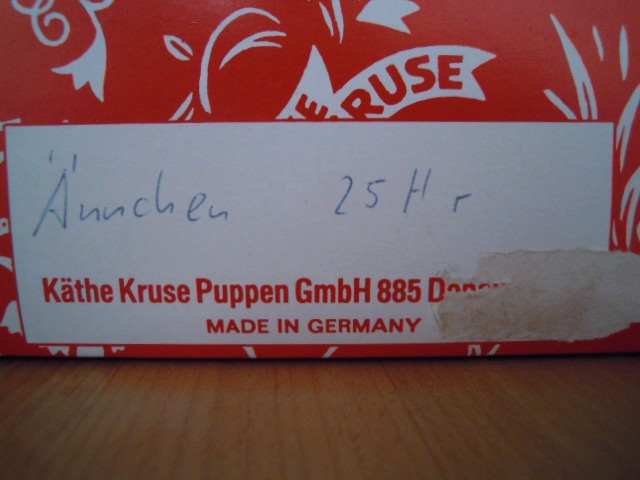 KRUSE
Ännchen 25 H r
Käthe Kruse Puppen GmbH 885
MADE IN GERMANY